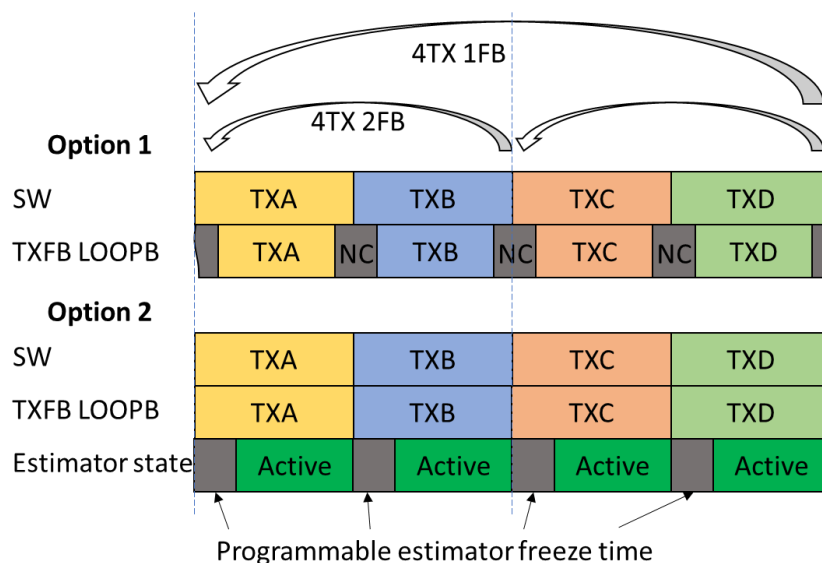 4TX 1FB
4TX 2FB
Option 1
SW TXA TXB TXC TXD
TXFB LOOPB TXA NC TXB NC TXC NC TXD
Option 2
SW TXA TXB TXC TXD
TXFB LOOPB TXA TXB TXC TXD
Estimator state Active Active Active Active
Programmable estimator freeze time